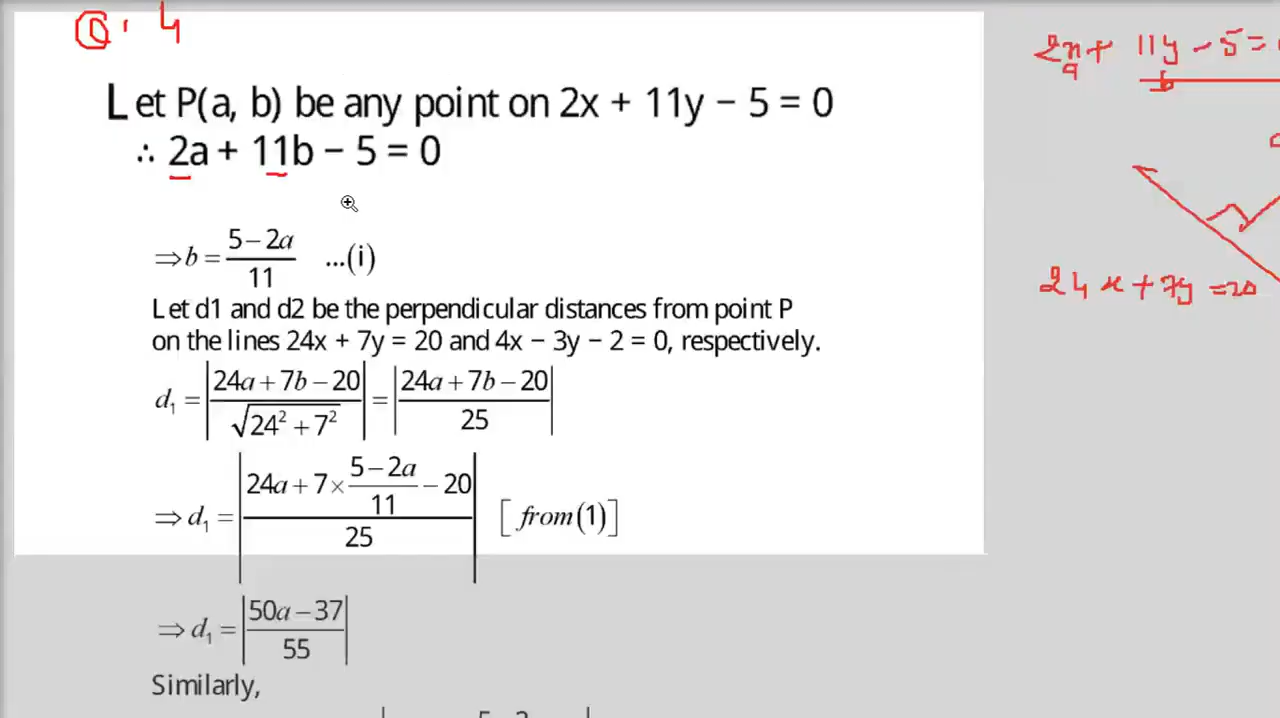 Q. 4
2x + 11y - 5 =
a b
Let P(a, b) be any point on 2x + 11y − 5 = 0
∴ 2a + 11b − 5 = 0
⇒ b = (5 − 2a)/11 ...(i)
24x + 7y = 20
Let d1 and d2 be the perpendicular distances from point P
on the lines 24x + 7y = 20 and 4x − 3y − 2 = 0, respectively.
d₁ = |(24a + 7b − 20)/√(24² + 7²)| = |(24a + 7b − 20)/25|
⇒ d₁ = |(24a + 7 × (5 − 2a)/11 − 20)/25| [from(1)]
⇒ d₁ = |(50a − 37)/55|
Similarly,